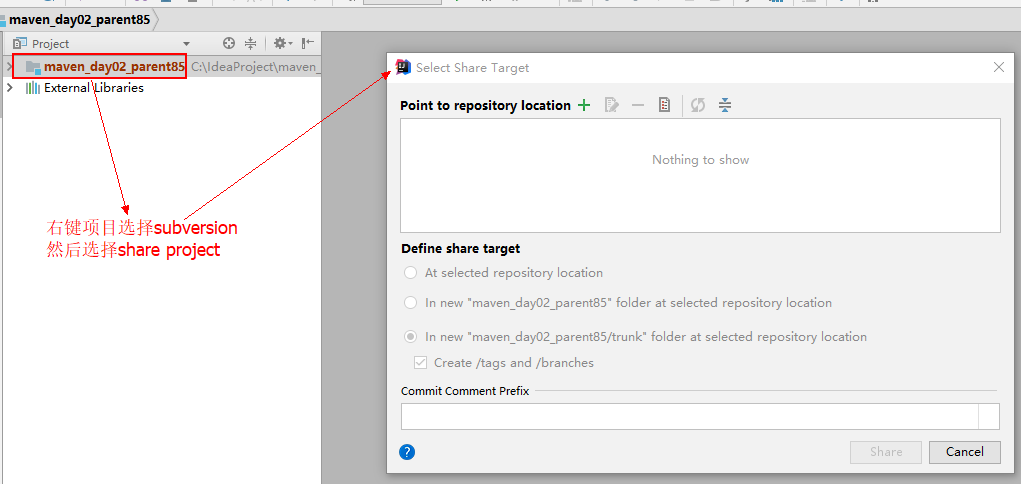 maven_day02_parent85
Project
maven_day02_parent85 C:\IdeaProject\maven_
External Libraries
右键项目选择subversion
然后选择share project
Select Share Target
Point to repository location
Nothing to show
Define share target
At selected repository location
In new "maven_day02_parent85" folder at selected repository location
In new "maven_day02_parent85/trunk" folder at selected repository location
Create /tags and /branches
Commit Comment Prefix
?
Share
Cancel